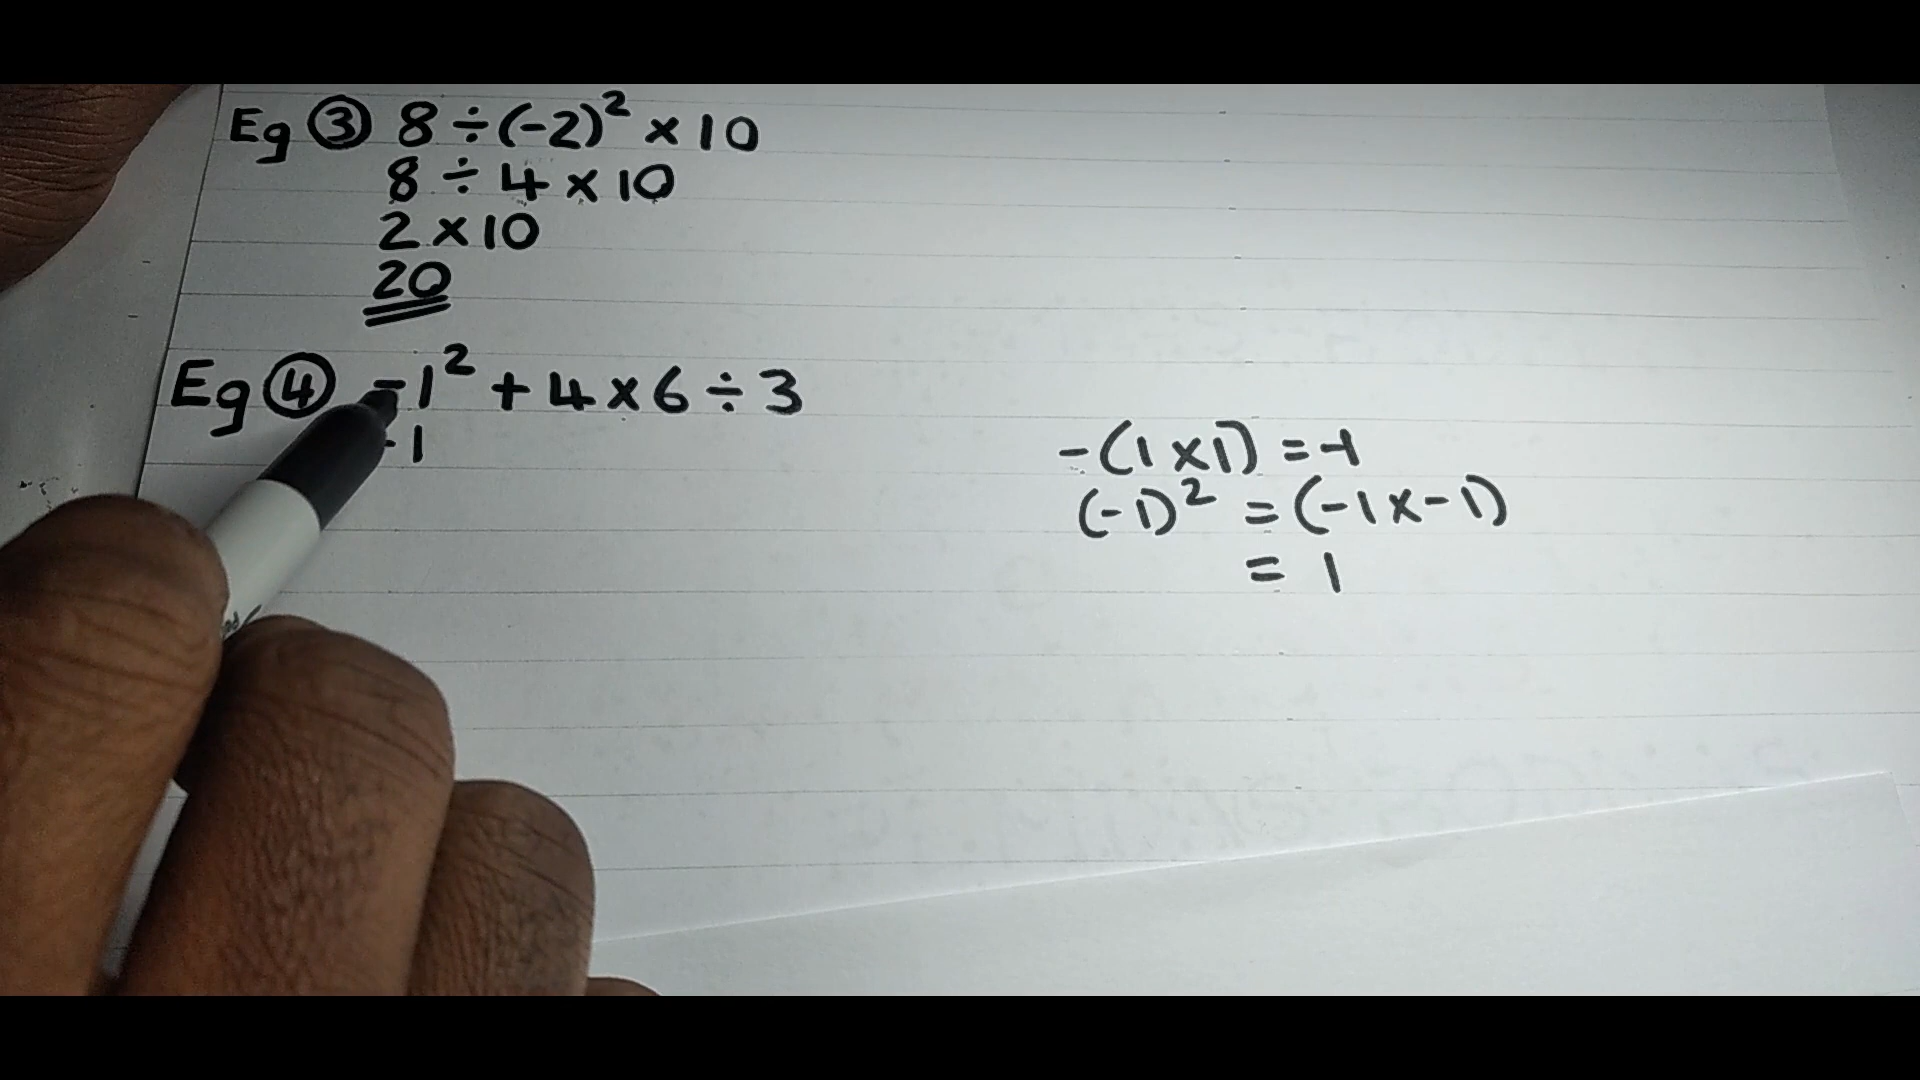 Eg ③ 8 ÷ (-2)² × 10
8 ÷ 4 × 10
2 × 10
20
Eg ④ -1² + 4 × 6 ÷ 3
-1
-(1 × 1) = -1
(-1)² = (-1 × -1)
= 1